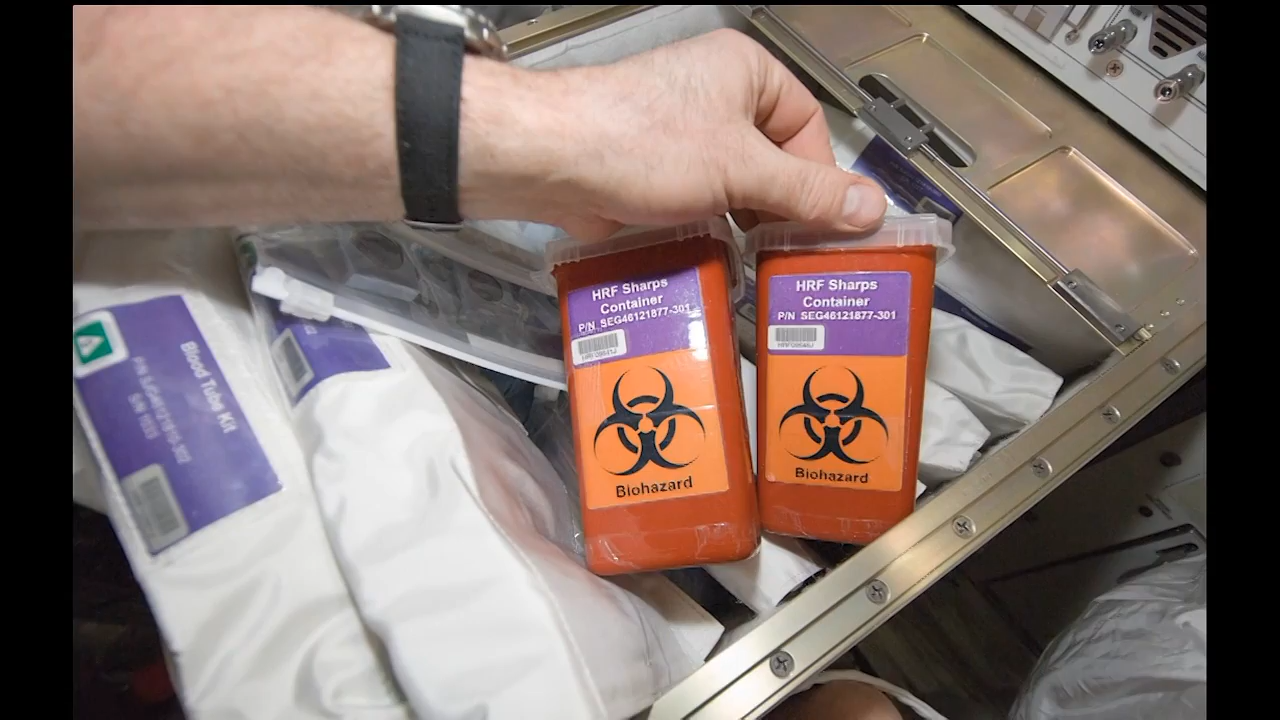 HRF Sharps
Container
P/N SEG46121877-301
Biohazard
HRF Sharps
Container
P/N SEG46121877-301
Biohazard
Blood Tube Kit